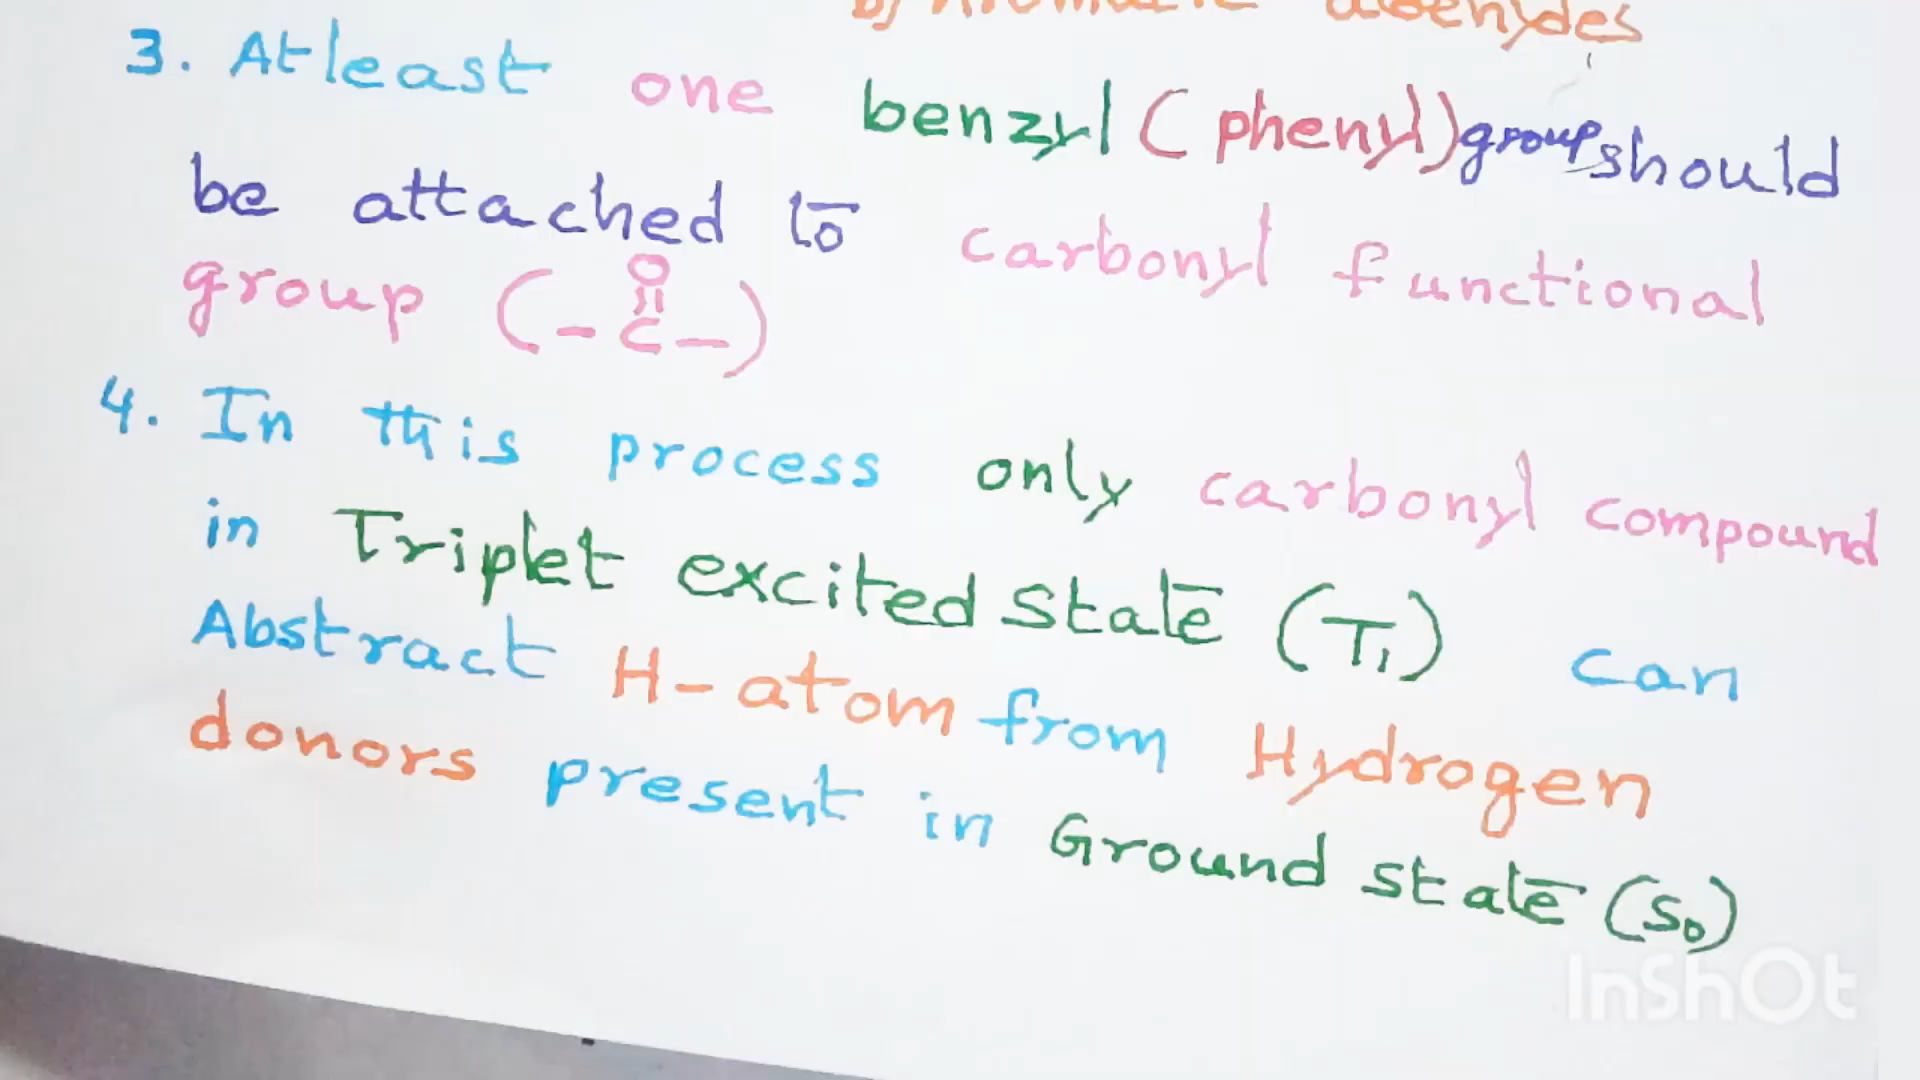 aldehydes
3. Atleast one benzyl (phenyl) group should
be attached to carbonyl functional
group (-C-)
O
4. In this process only carbonyl compound
in Triplet excited state (T1) can
Abstract H-atom from Hydrogen
donors present in Ground state (S0)
InShOt